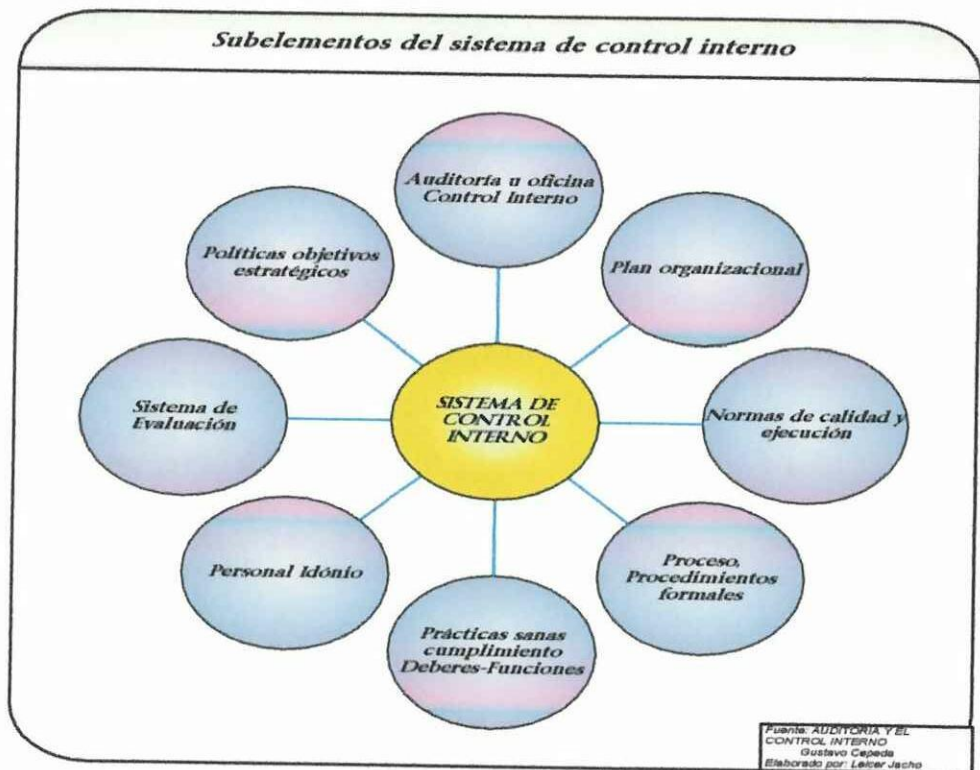 Subelementos del sistema de control interno
Auditoría u oficina
Control Interno
Políticas objetivos
estratégicos
Plan organizacional
Sistema de
Evaluación
SISTEMA DE
CONTROL
INTERNO
Normas de calidad y
ejecución
Personal Idónio
Proceso,
Procedimientos
formales
Prácticas sanas
cumplimiento
Deberes-Funciones
Fuente: AUDITORIA Y EL
CONTROL INTERNO
Gustavo Cepeda
Elaborado por: Leicer Jacho